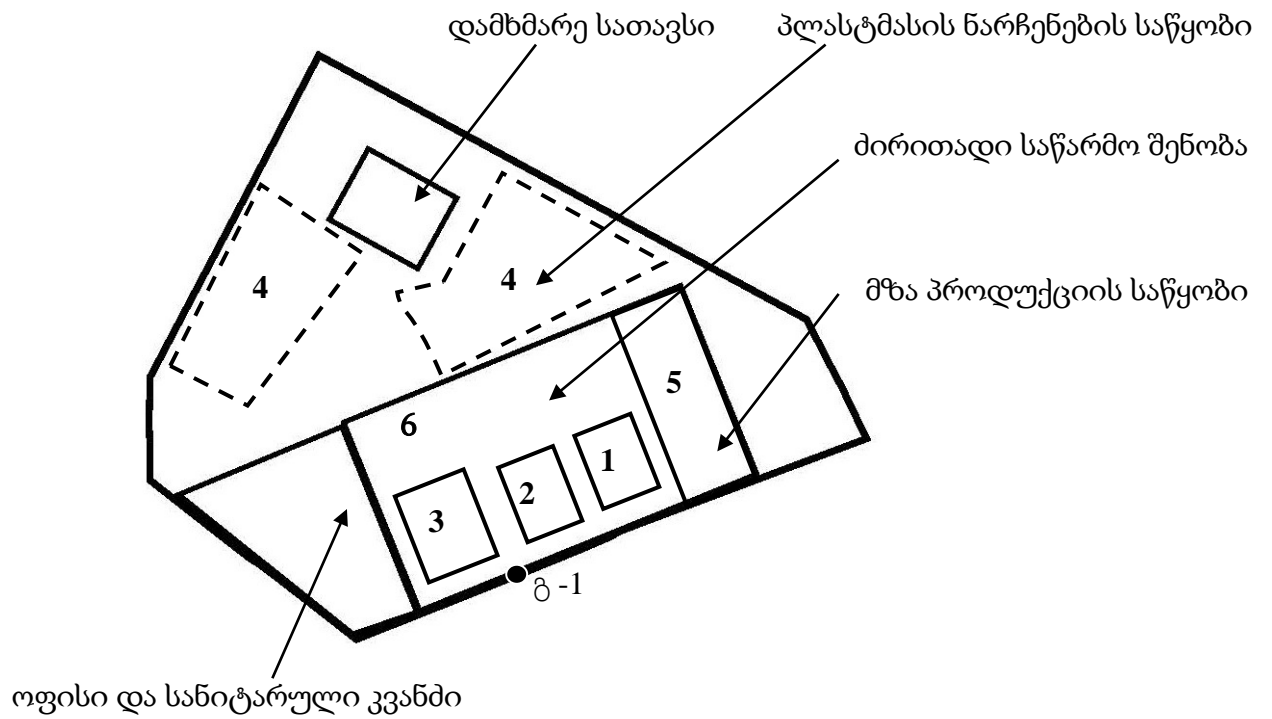 დამხმარე სათავსი
პლასტმასის ნარჩენების საწყობი
ძირითადი საწარმო შენობა
მზა პროდუქციის საწყობი
4
4
5
6
1
2
3
გ -1
ოფისი და სანიტარული კვანძი